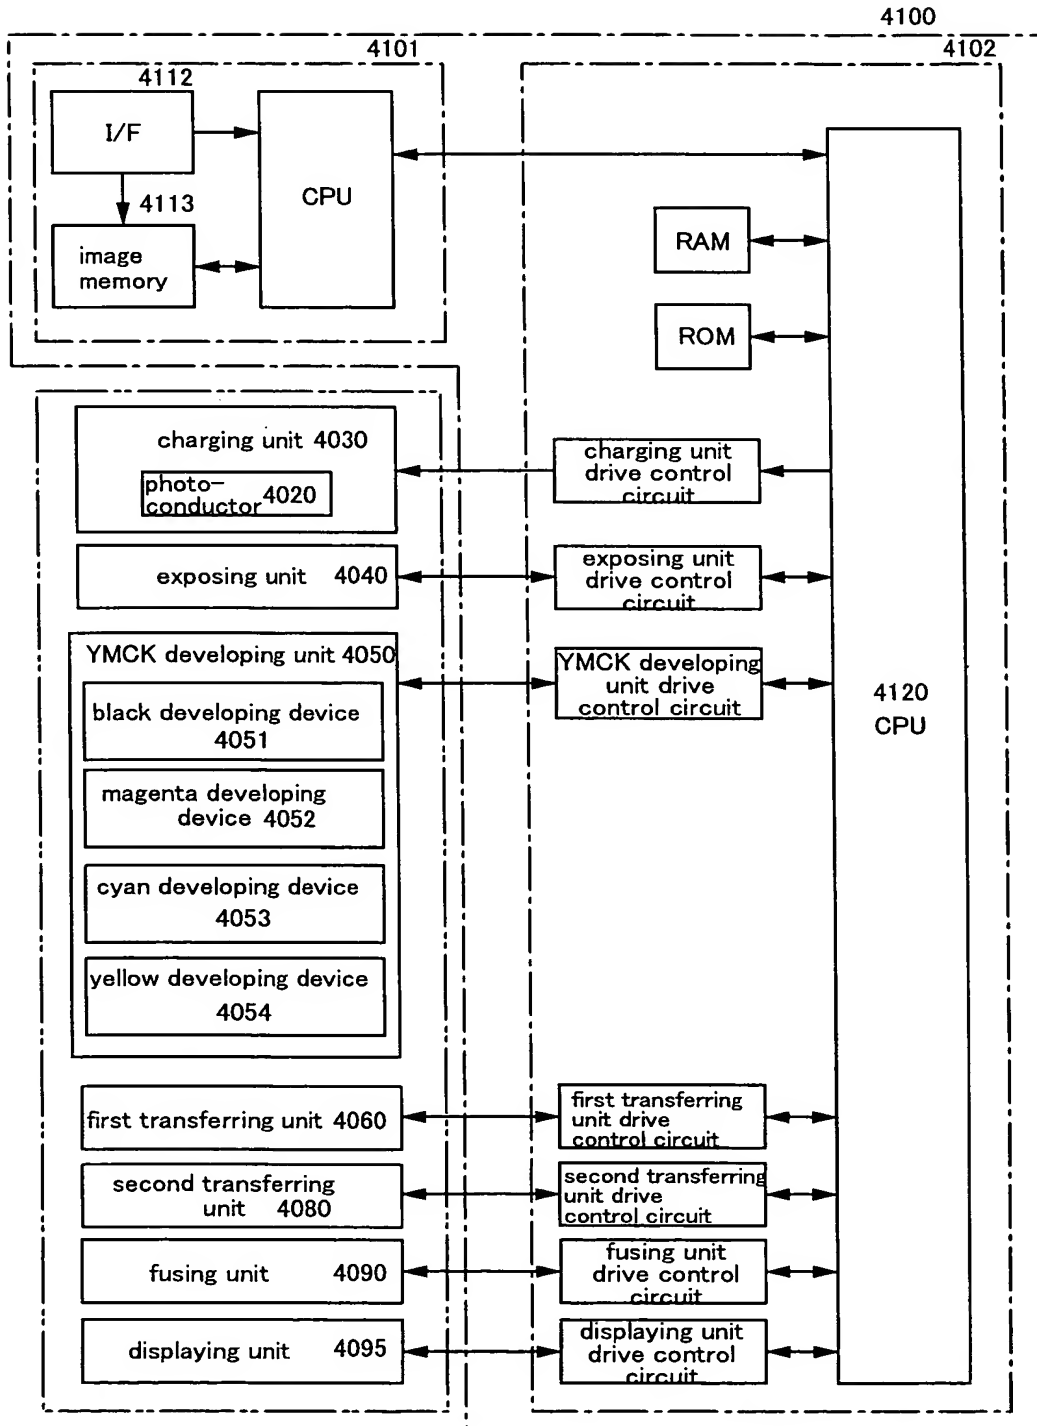 4100
4101
4102
4112
I/F
CPU
4113
image
memory
RAM
ROM
charging unit 4030
photo-
conductor 4020
charging unit
drive control
circuit
exposing unit 4040
exposing unit
drive control
circuit
YMCK developing unit 4050
YMCK developing
unit drive
control circuit
black developing device
4051
magenta developing
device 4052
cyan developing device
4053
yellow developing device
4054
4120
CPU
first transferring unit 4060
first transferring
unit drive
control circuit
second transferring
unit 4080
second transferring
unit drive
control circuit
fusing unit 4090
fusing unit
drive control
circuit
displaying unit 4095
displaying unit
drive control
circuit